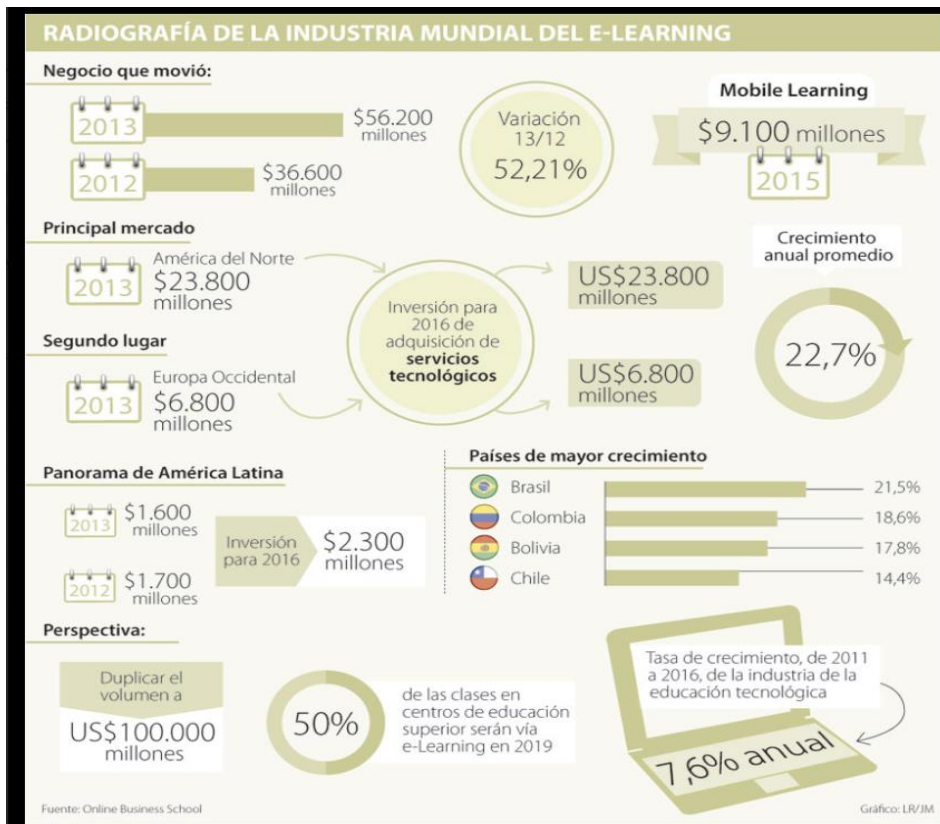 RADIOGRAFÍA DE LA INDUSTRIA MUNDIAL DEL E-LEARNING
Negocio que movió:
2013
$56.200
millones
2012
$36.600
millones
Variación
13/12
52,21%
Mobile Learning
$9.100 millones
2015
Principal mercado
2013
América del Norte
$23.800
millones
Segundo lugar
2013
Europa Occidental
$6.800
millones
Inversión para
2016 de
adquisición de
servicios
tecnológicos
US$23.800
millones
US$6.800
millones
Crecimiento
anual promedio
22,7%
Panorama de América Latina
2013
$1.600
millones
2012
$1.700
millones
Inversión
para 2016
$2.300
millones
Países de mayor crecimiento
Brasil 21,5%
Colombia 18,6%
Bolivia 17,8%
Chile 14,4%
Perspectiva:
Duplicar el
volumen a
US$100.000
millones
50%
de las clases en
centros de educación
superior serán vía
e-Learning en 2019
Tasa de crecimiento, de 2011
a 2016, de la industria de la
educación tecnológica
7,6% anual
Fuente: Online Business School
Gráfico: LR/JM